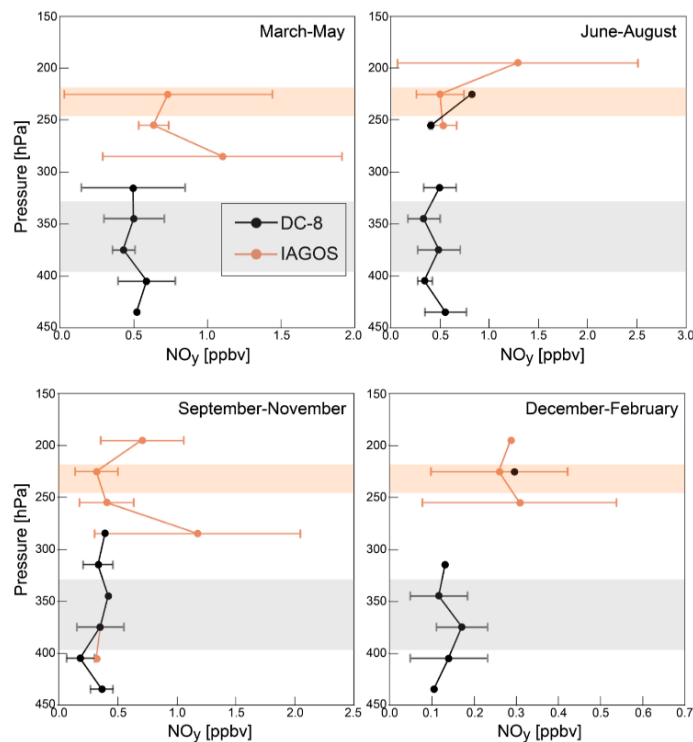 March-May
150
200
250
300
350
400
450
Pressure [hPa]
DC-8
IAGOS
0.0 0.5 1.0 1.5 2.0
NOy [ppbv]
June-August
150
200
250
300
350
400
450
Pressure [hPa]
0.0 0.5 1.0 1.5 2.0 2.5 3.0
NOy [ppbv]
September-November
150
200
250
300
350
400
450
Pressure [hPa]
0.0 0.5 1.0 1.5 2.0 2.5
NOy [ppbv]
December-February
150
200
250
300
350
400
450
Pressure [hPa]
0.1 0.2 0.3 0.4 0.5 0.6 0.7
NOy [ppbv]